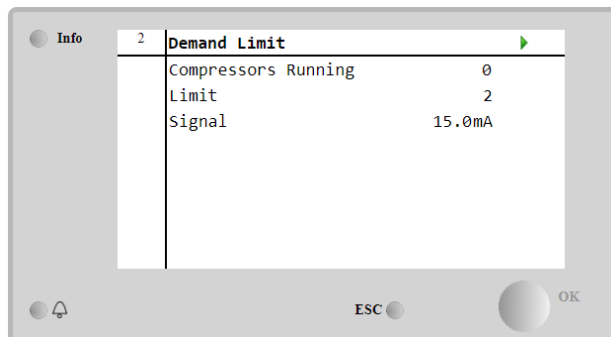 Info
2 Demand Limit
Compressors Running 0
Limit 2
Signal 15.0mA
ESC
OK